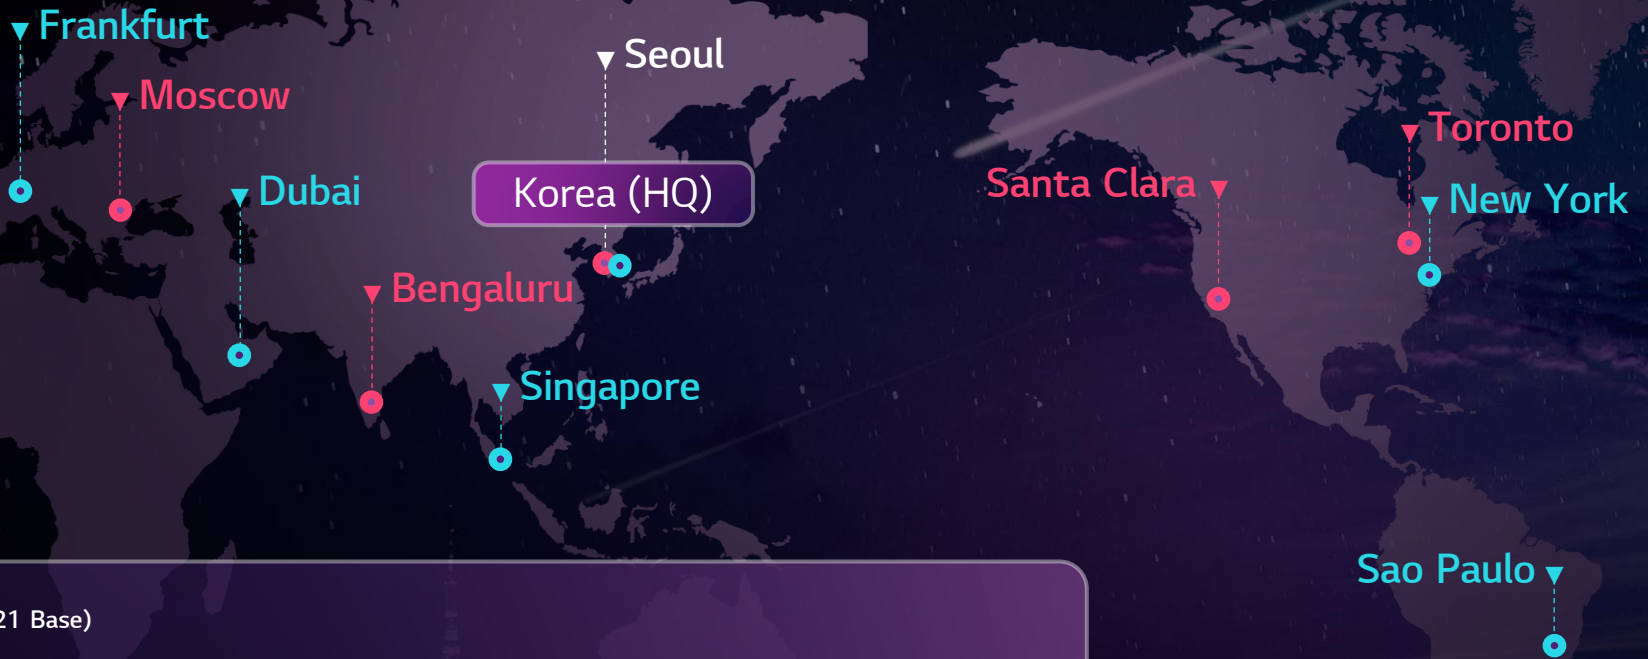 Frankfurt
Seoul
Moscow
Toronto
Santa Clara
Dubai
Korea (HQ)
New York
Bengaluru
Singapore
Sao Paulo
21 Base)